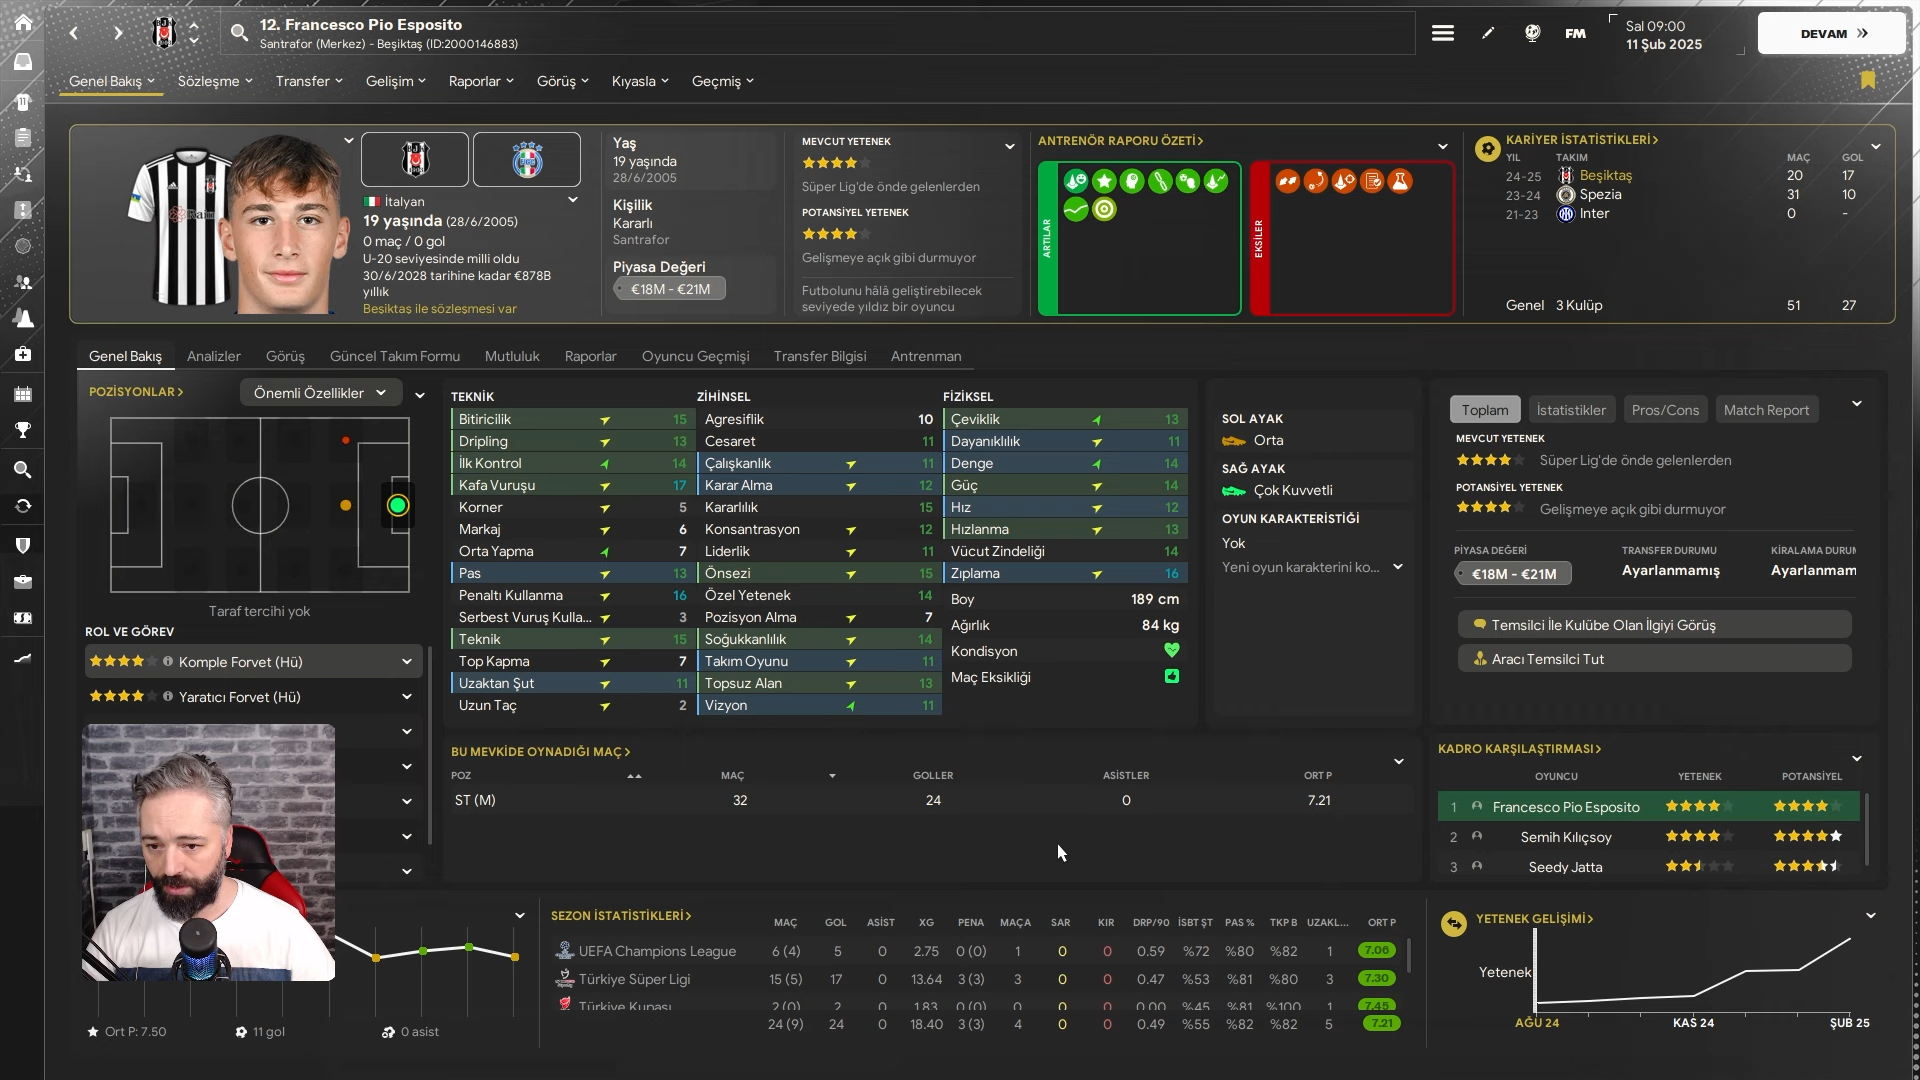 12. Francesco Pio Esposito
Santrafor (Merkez) - Beşiktaş (ID:2000146883)
FM
Sal 09:00
11 Şub 2025
DEVAM
Genel Bakış
Sözleşme
Transfer
Gelişim
Raporlar
Görüş
Kıyasla
Geçmiş
İtalyan
19 yaşında (28/6/2005)
0 maç / 0 gol
U-20 seviyesinde milli oldu
30/6/2028 tarihine kadar €878B
yıllık
Beşiktaş ile sözleşmesi var
Yaş
19 yaşında
28/6/2005
Kişilik
Kararlı
Santrafor
Piyasa Değeri
€18M - €21M
MEVCUT YETENEK
Süper Lig'de önde gelenlerden
POTANSİYEL YETENEK
Gelişmeye açık gibi durmuyor
Futbolunu hâlâ geliştirebilecek
seviyede yıldız bir oyuncu
ANTRENÖR RAPORU ÖZETİ
ARTILAR
EKSİLER
KARİYER İSTATİSTİKLERİ
YIL TAKIM MAÇ GOL
24-25 Beşiktaş 20 17
23-24 Spezia 31 10
21-23 Inter 0 -
Genel 3 Kulüp 51 27
Genel Bakış
Analizler
Görüş
Güncel Takım Formu
Mutluluk
Raporlar
Oyuncu Geçmişi
Transfer Bilgisi
Antrenman
POZİSYONLAR
Önemli Özellikler
Taraf tercihi yok
ROL VE GÖREV
Komple Forvet (Hü)
Yaratıcı Forvet (Hü)
TEKNİK
Bitiricilik 15
Dripling 13
İlk Kontrol 14
Kafa Vuruşu 17
Korner 5
Markaj 6
Orta Yapma 7
Pas 13
Penaltı Kullanma 16
Serbest Vuruş Kulla... 3
Teknik 15
Top Kapma 7
Uzaktan Şut 11
Uzun Taç 2
ZİHİNSEL
Agresiflik 10
Cesaret 11
Çalışkanlık 11
Karar Alma 12
Kararlılık 15
Konsantrasyon 12
Liderlik 11
Önsezi 15
Özel Yetenek 14
Pozisyon Alma 7
Soğukkanlılık 14
Takım Oyunu 11
Topsuz Alan 13
Vizyon 11
FİZİKSEL
Çeviklik 13
Dayanıklılık 11
Denge 14
Güç 14
Hız 12
Hızlanma 13
Vücut Zindeliği 14
Zıplama 16
Boy 189 cm
Ağırlık 84 kg
Kondisyon
Maç Eksikliği
SOL AYAK
Orta
SAĞ AYAK
Çok Kuvvetli
OYUN KARAKTERİSTİĞİ
Yok
Yeni oyun karakterini ko...
Toplam
İstatistikler
Pros/Cons
Match Report
MEVCUT YETENEK
Süper Lig'de önde gelenlerden
POTANSİYEL YETENEK
Gelişmeye açık gibi durmuyor
PİYASA DEĞERİ
€18M - €21M
TRANSFER DURUMU
Ayarlanmamış
KİRALAMA DURUM
Ayarlanmam
Temsilci İle Kulübe Olan İlgiyi Görüş
Aracı Temsilci Tut
BU MEVKİDE OYNADIĞI MAÇ
POZ MAÇ GOLLER ASİSTLER ORT P
ST (M) 32 24 0 7.21
KADRO KARŞILAŞTIRMASI
OYUNCU YETENEK POTANSİYEL
1 Francesco Pio Esposito
2 Semih Kılıçsoy
3 Seedy Jatta
Ort P: 7.50
11 gol
0 asist
SEZON İSTATİSTİKLERİ MAÇ GOL ASİST XG PENA MAÇA SAR KIR DRP/90 İSBT ŞT PAS % TKP B UZAKL... ORT P
UEFA Champions League 6 (4) 5 0 2.75 0 (0) 1 0 0 0.59 %72 %80 %82 1 7.06
Türkiye Süper Ligi 15 (5) 17 0 13.64 3 (3) 3 0 0 0.47 %53 %81 %80 3 7.30
Türkiye Kupası 2 (0) 2 0 1.83 0 (0) 0 0 0 0.00 %45 %81 %100 1 7.45
24 (9) 24 0 18.40 3 (3) 4 0 0 0.49 %55 %82 %82 5 7.21
YETENEK GELİŞİMİ
Yetenek
AĞU 24
KAS 24
ŞUB 25